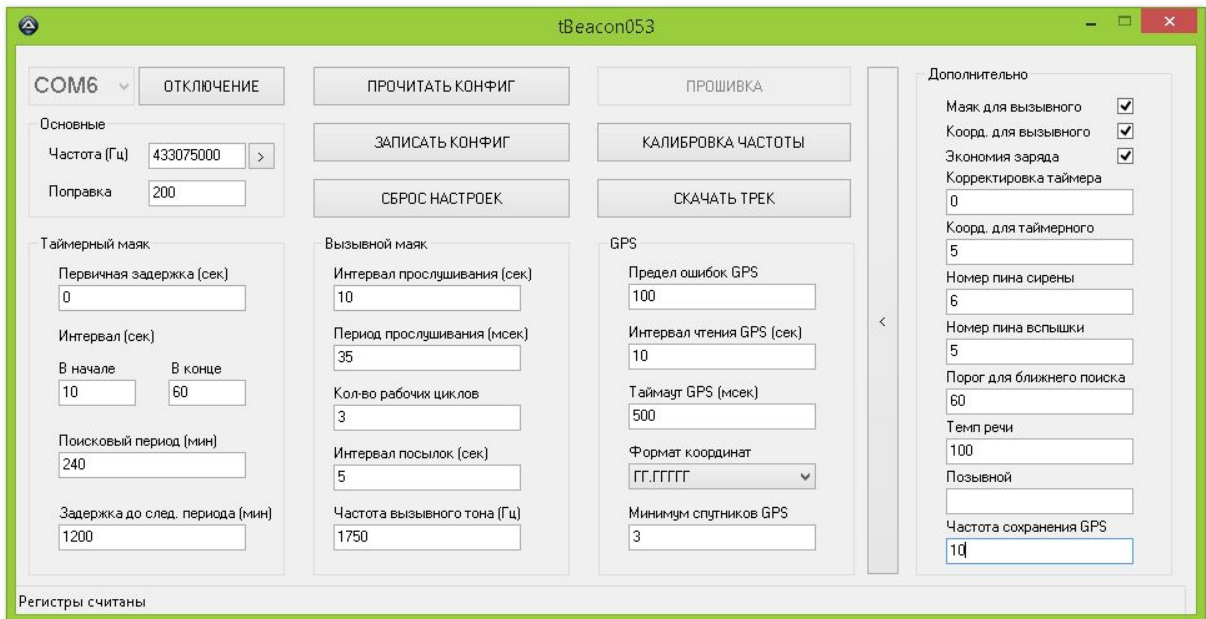 tBeacon053
COM6
ОТКЛЮЧЕНИЕ
ПРОЧИТАТЬ КОНФИГ
ПРОШИВКА
Основные
Частота (Гц)
433075000
>
Поправка
200
ЗАПИСАТЬ КОНФИГ
КАЛИБРОВКА ЧАСТОТЫ
СБРОС НАСТРОЕК
СКАЧАТЬ ТРЕК
Таймерный маяк
Первичная задержка (сек)
0
Интервал (сек)
В начале
В конце
10
60
Поисковый период (мин)
240
Задержка до след. периода (мин)
1200
Вызывной маяк
Интервал прослушивания (сек)
10
Период прослушивания (мсек)
35
Кол-во рабочих циклов
3
Интервал посылок (сек)
5
Частота вызывного тона (Гц)
1750
GPS
Предел ошибок GPS
100
Интервал чтения GPS (сек)
10
Таймаут GPS (мсек)
500
Формат координат
ГГ.ГГГГГ
Минимум спутников GPS
3
<
Дополнительно
Маяк для вызывного
Коорд. для вызывного
Экономия заряда
Корректировка таймера
0
Коорд. для таймерного
5
Номер пина сирены
6
Номер пина вспышки
5
Порог для ближнего поиска
60
Темп речи
100
Позывной
Частота сохранения GPS
10
Регистры считаны